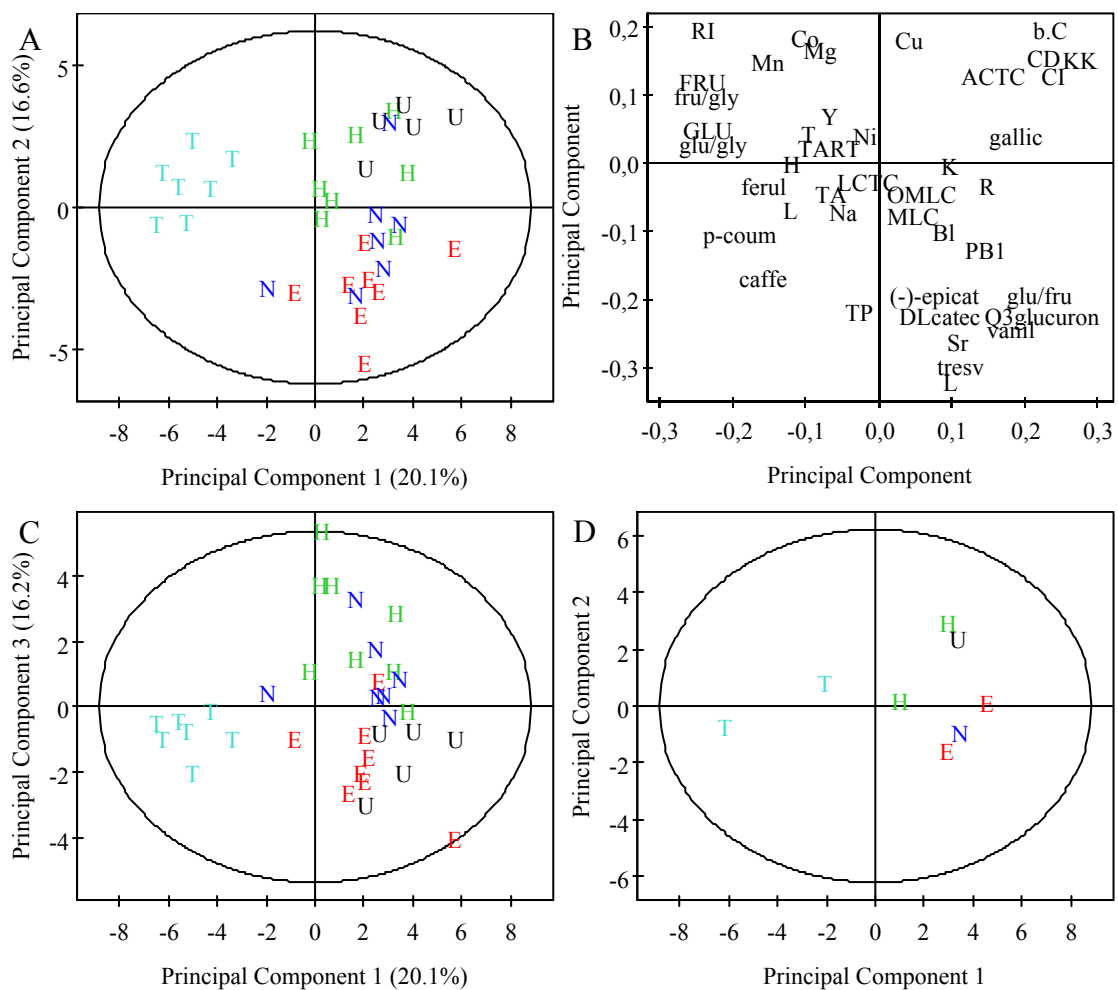 A
Principal Component 2 (16.6%)
5
0
-5
U
U
H
N
U
U
U
H
H
U
H
T
T
T
T
T
T
T
T
H
H
H
H
N
N
N
N
N
N
E
E
E
E
E
E
E
E
-8 -6 -4 -2 0 2 4 6 8
Principal Component 1 (20.1%)
B
Principal Component
0,2
0,1
0,0
-0,1
-0,2
-0,3
RI
Co
Mg
Mn
Cu
b.C
CD
KK
ACTC
CI
FRU
fru/gly
Y
GLU
T
Ni
glu/gly
TART
gallic
H
K
ferul
LCTC
R
TA
OMLC
L
Na
MLC
p-coum
Bl
PB1
caffe
(-)-epicat
glu/fru
TP
DLcatec
Q3glucuron
vanil
Sr
tresv
L
-0,3 -0,2 -0,1 0,0 0,1 0,2 0,3
Principal Component
C
Principal Component 3 (16.2%)
4
2
0
-2
-4
H
H
H
N
H
N
H
H
H
E
N
N
N
N
N
H
T
T
T
T
T
T
T
E
E
U
U
U
E
E
U
E
E
U
E
-8 -6 -4 -2 0 2 4 6 8
Principal Component 1 (20.1%)
D
Principal Component 2
6
4
2
0
-2
-4
-6
H
U
T
H
E
T
N
E
-8 -6 -4 -2 0 2 4 6 8
Principal Component 1